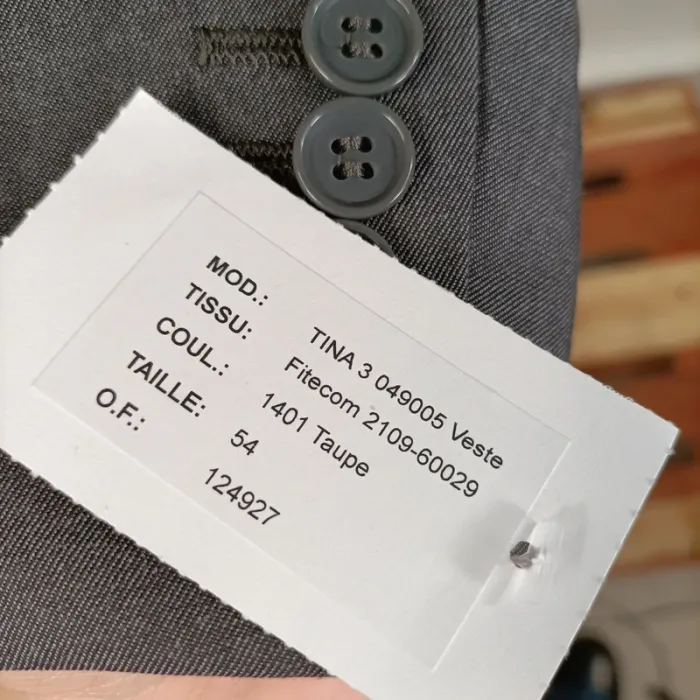 MOD.: TINA 3 049005 Veste
TISSU: Fitecom 2109-60029
COUL.: 1401 Taupe
TAILLE: 54
O.F.: 124927